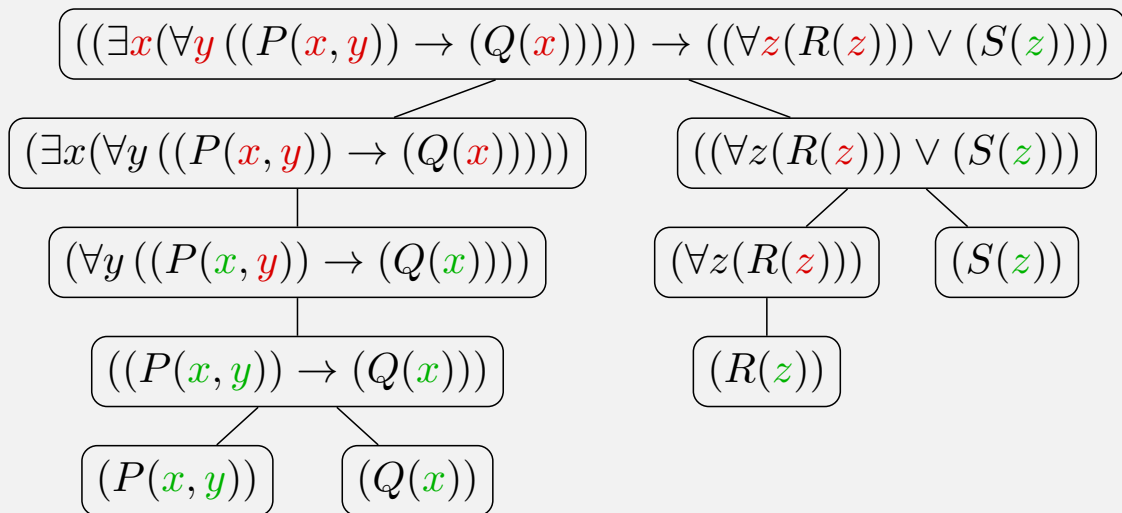 ((∃x(∀y ((P(x, y)) → (Q(x))))) → ((∀z(R(z))) ∨ (S(z))))
(∃x(∀y ((P(x, y)) → (Q(x)))))
((∀z(R(z))) ∨ (S(z)))
(∀y ((P(x, y)) → (Q(x))))
(∀z(R(z)))
(S(z))
((P(x, y)) → (Q(x)))
(R(z))
(P(x, y))
(Q(x))